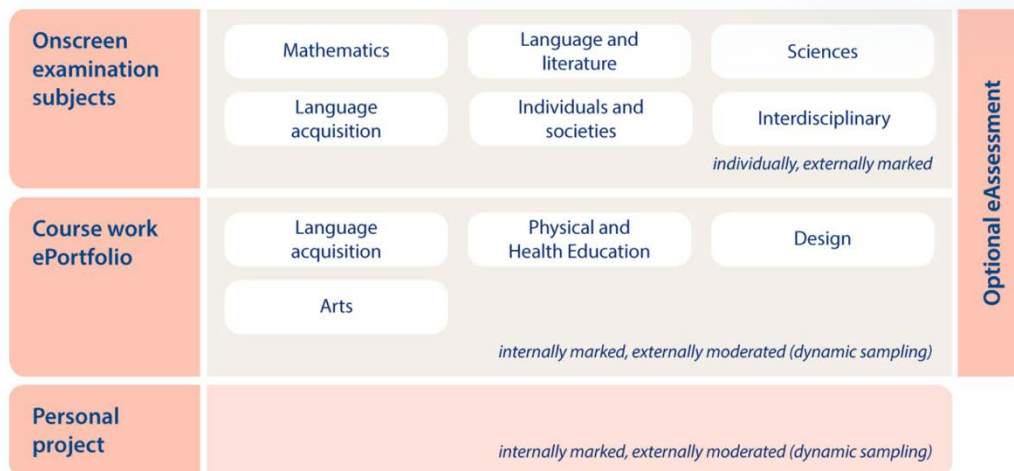 Onscreen
examination
subjects
Mathematics
Language and
literature
Sciences
Language
acquisition
Individuals and
societies
Interdisciplinary
individually, externally marked
Course work
ePortfolio
Language
acquisition
Physical and
Health Education
Design
Arts
internally marked, externally moderated (dynamic sampling)
Optional eAssessment
Personal
project
internally marked, externally moderated (dynamic sampling)